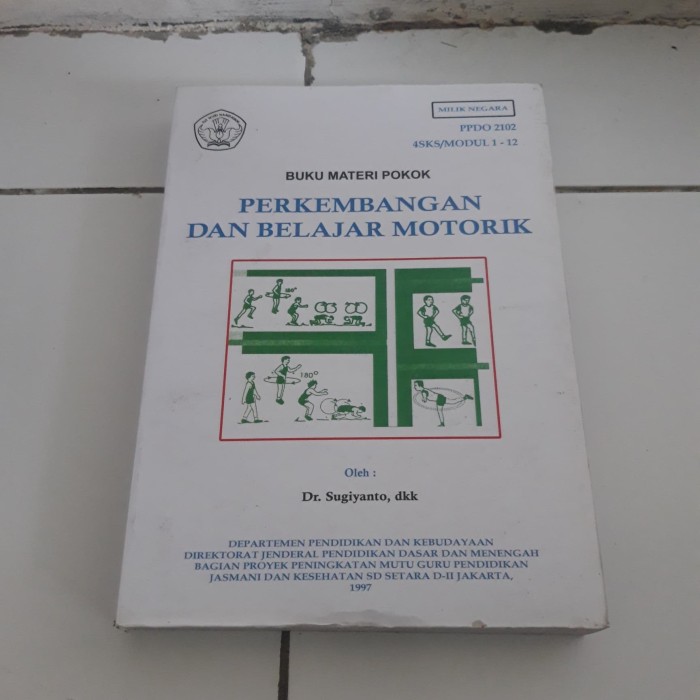 MILIK NEGARA
PPDO 2102
4SKS/MODUL 1 - 12
BUKU MATERI POKOK
PERKEMBANGAN
DAN BELAJAR MOTORIK
180°
180°
Oleh :
Dr. Sugiyanto, dkk
DEPARTEMEN PENDIDIKAN DAN KEBUDAYAAN
DIREKTORAT JENDERAL PENDIDIKAN DASAR DAN MENENGAH
BAGIAN PROYEK PENINGKATAN MUTU GURU PENDIDIKAN
JASMANI DAN KESEHATAN SD SETARA D-II JAKARTA,
1997